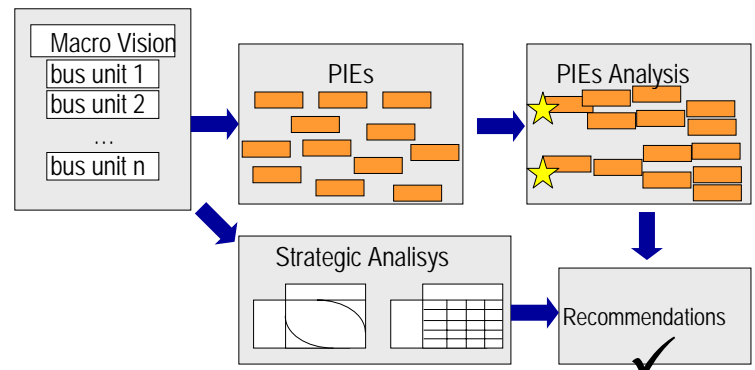 Macro Vision
bus unit 1
bus unit 2
...
bus unit n
PIEs
PIEs Analysis
Strategic Analisys
Recommendations